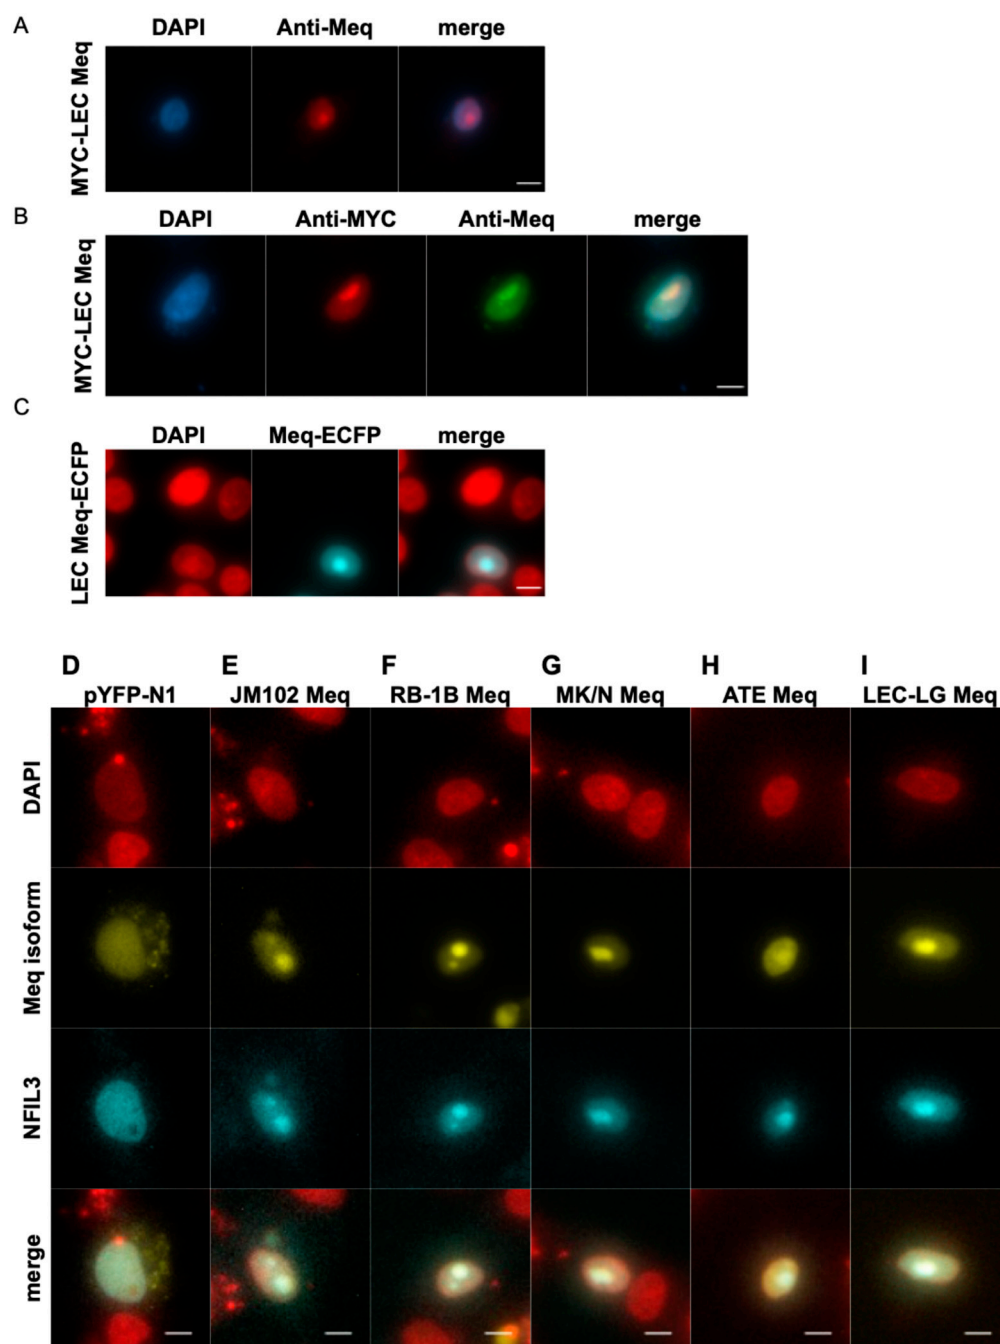 A
DAPI Anti-Meq merge
MYC-LEC Meq
B
DAPI Anti-MYC Anti-Meq merge
MYC-LEC Meq
C
DAPI Meq-ECFP merge
LEC Meq-ECFP
D E F G H I
pYFP-N1 JM102 Meq RB-1B Meq MK/N Meq ATE Meq LEC-LG Meq
DAPI
Meq isoform
NFIL3
merge